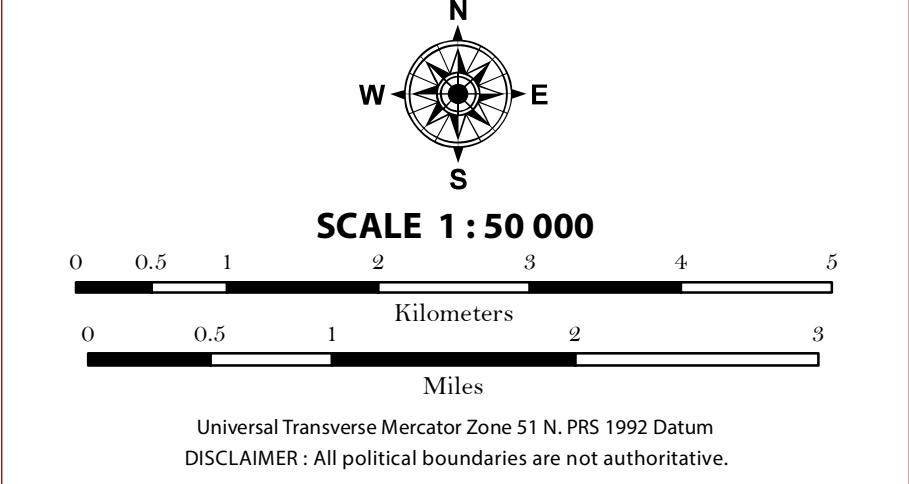 N
W E
S
SCALE 1 : 50 000
0 0.5 1 2 3 4 5
Kilometers
0 0.5 1 2 3
Miles
Universal Transverse Mercator Zone 51 N. PRS 1992 Datum
DISCLAIMER : All political boundaries are not authoritative.